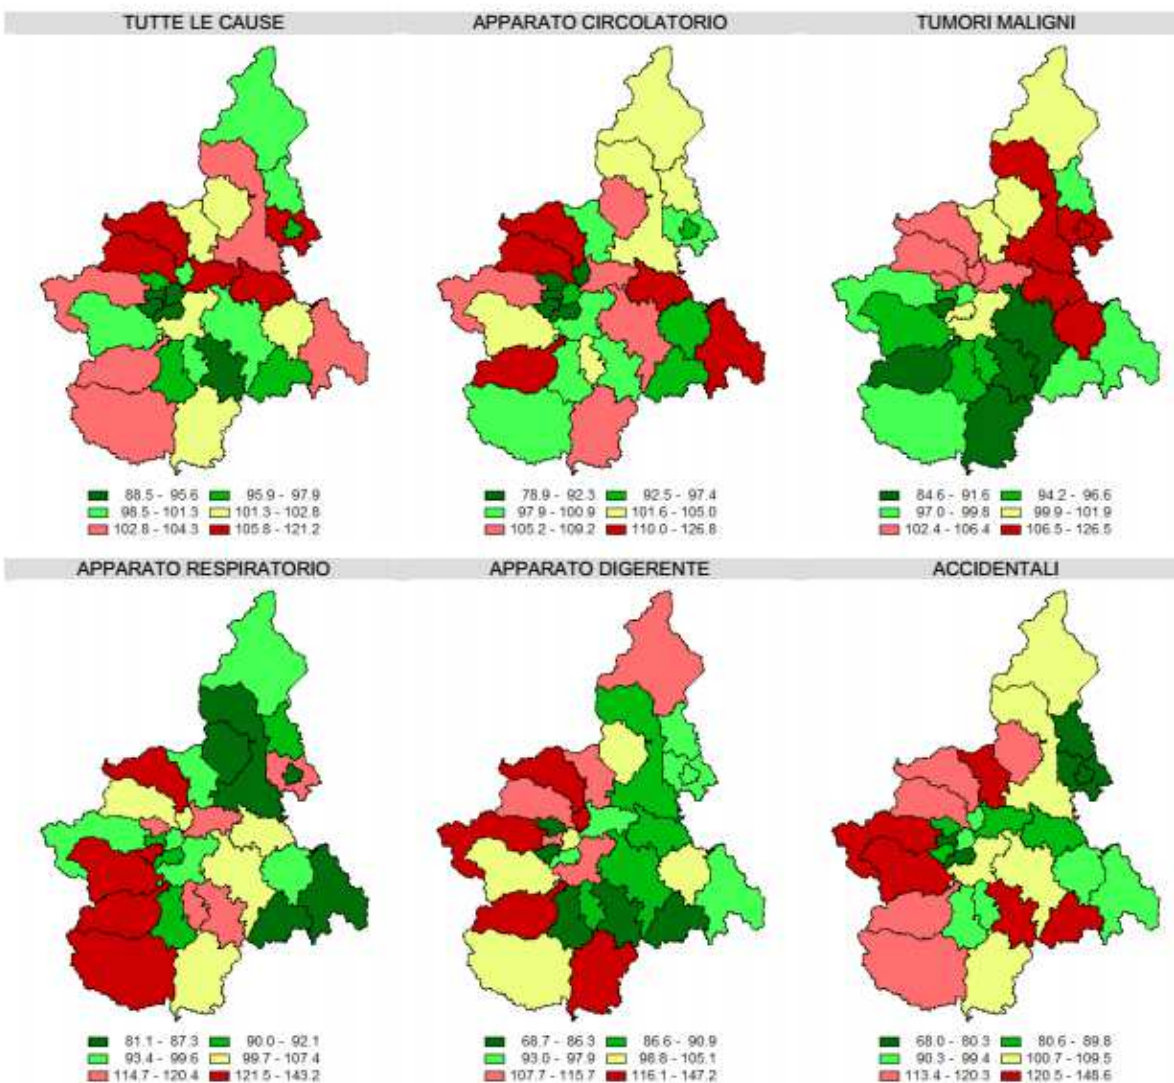 TUTTE LE CAUSE APPARATO CIRCOLATORIO TUMORI MALIGNI
88.5 - 95.6 95.9 - 97.9
98.5 - 101.3 101.3 - 102.8
102.8 - 104.3 105.8 - 121.2
78.9 - 92.3 92.5 - 97.4
97.9 - 100.9 101.6 - 105.0
105.2 - 109.2 110.0 - 126.8
84.6 - 91.6 94.2 - 96.6
97.0 - 99.8 99.9 - 101.9
102.4 - 106.4 106.5 - 126.5
APPARATO RESPIRATORIO APPARATO DIGERENTE ACCIDENTALI
81.1 - 87.3 90.0 - 92.1
93.4 - 99.6 99.7 - 107.4
114.7 - 120.4 121.5 - 143.2
68.7 - 86.3 86.6 - 90.9
93.0 - 97.9 98.8 - 105.1
107.7 - 115.7 116.1 - 147.2
68.0 - 80.3 80.6 - 89.8
90.3 - 99.4 100.7 - 109.5
113.4 - 120.3 120.5 - 148.6